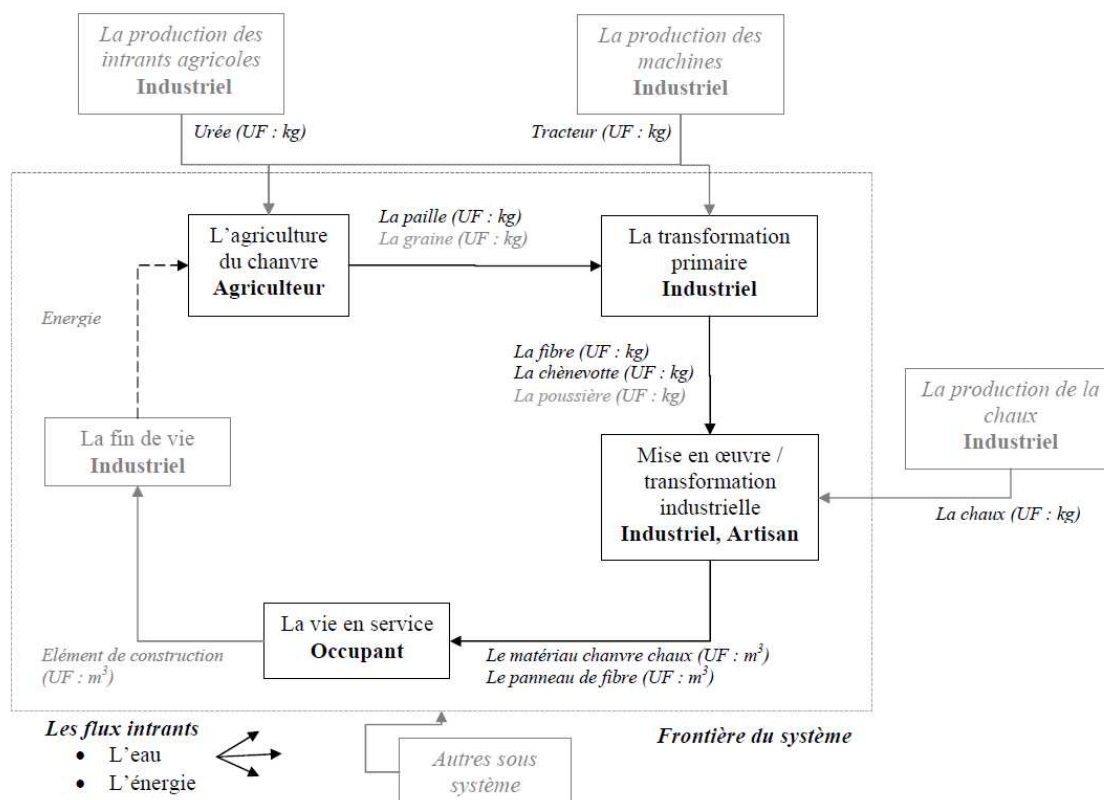 La production des
intrants agricoles
Industriel
La production des
machines
Industriel
Urée (UF : kg)
Tracteur (UF : kg)
L’agriculture
du chanvre
Agriculteur
La paille (UF : kg)
La graine (UF : kg)
La transformation
primaire
Industriel
Energie
La fibre (UF : kg)
La chènevotte (UF : kg)
La poussière (UF : kg)
La production de la
chaux
Industriel
La fin de vie
Industriel
Mise en œuvre /
transformation
industrielle
Industriel, Artisan
La chaux (UF : kg)
La vie en service
Occupant
Elément de construction
(UF : m³)
Le matériau chanvre chaux (UF : m³)
Le panneau de fibre (UF : m³)
Les flux intrants
• L’eau
• L’énergie
Frontière du système
Autres sous
système